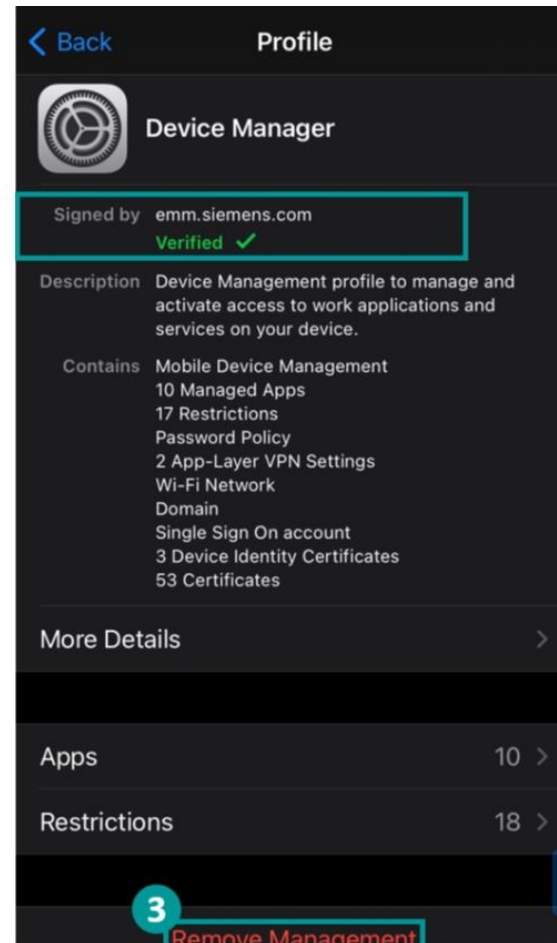 Back
Profile
Device Manager
Signed by emm.siemens.com
Verified ✓
Description Device Management profile to manage and
activate access to work applications and
services on your device.
Contains Mobile Device Management
10 Managed Apps
17 Restrictions
Password Policy
2 App-Layer VPN Settings
Wi-Fi Network
Domain
Single Sign On account
3 Device Identity Certificates
53 Certificates
More Details
Apps 10
Restrictions 18
3
Remove Management